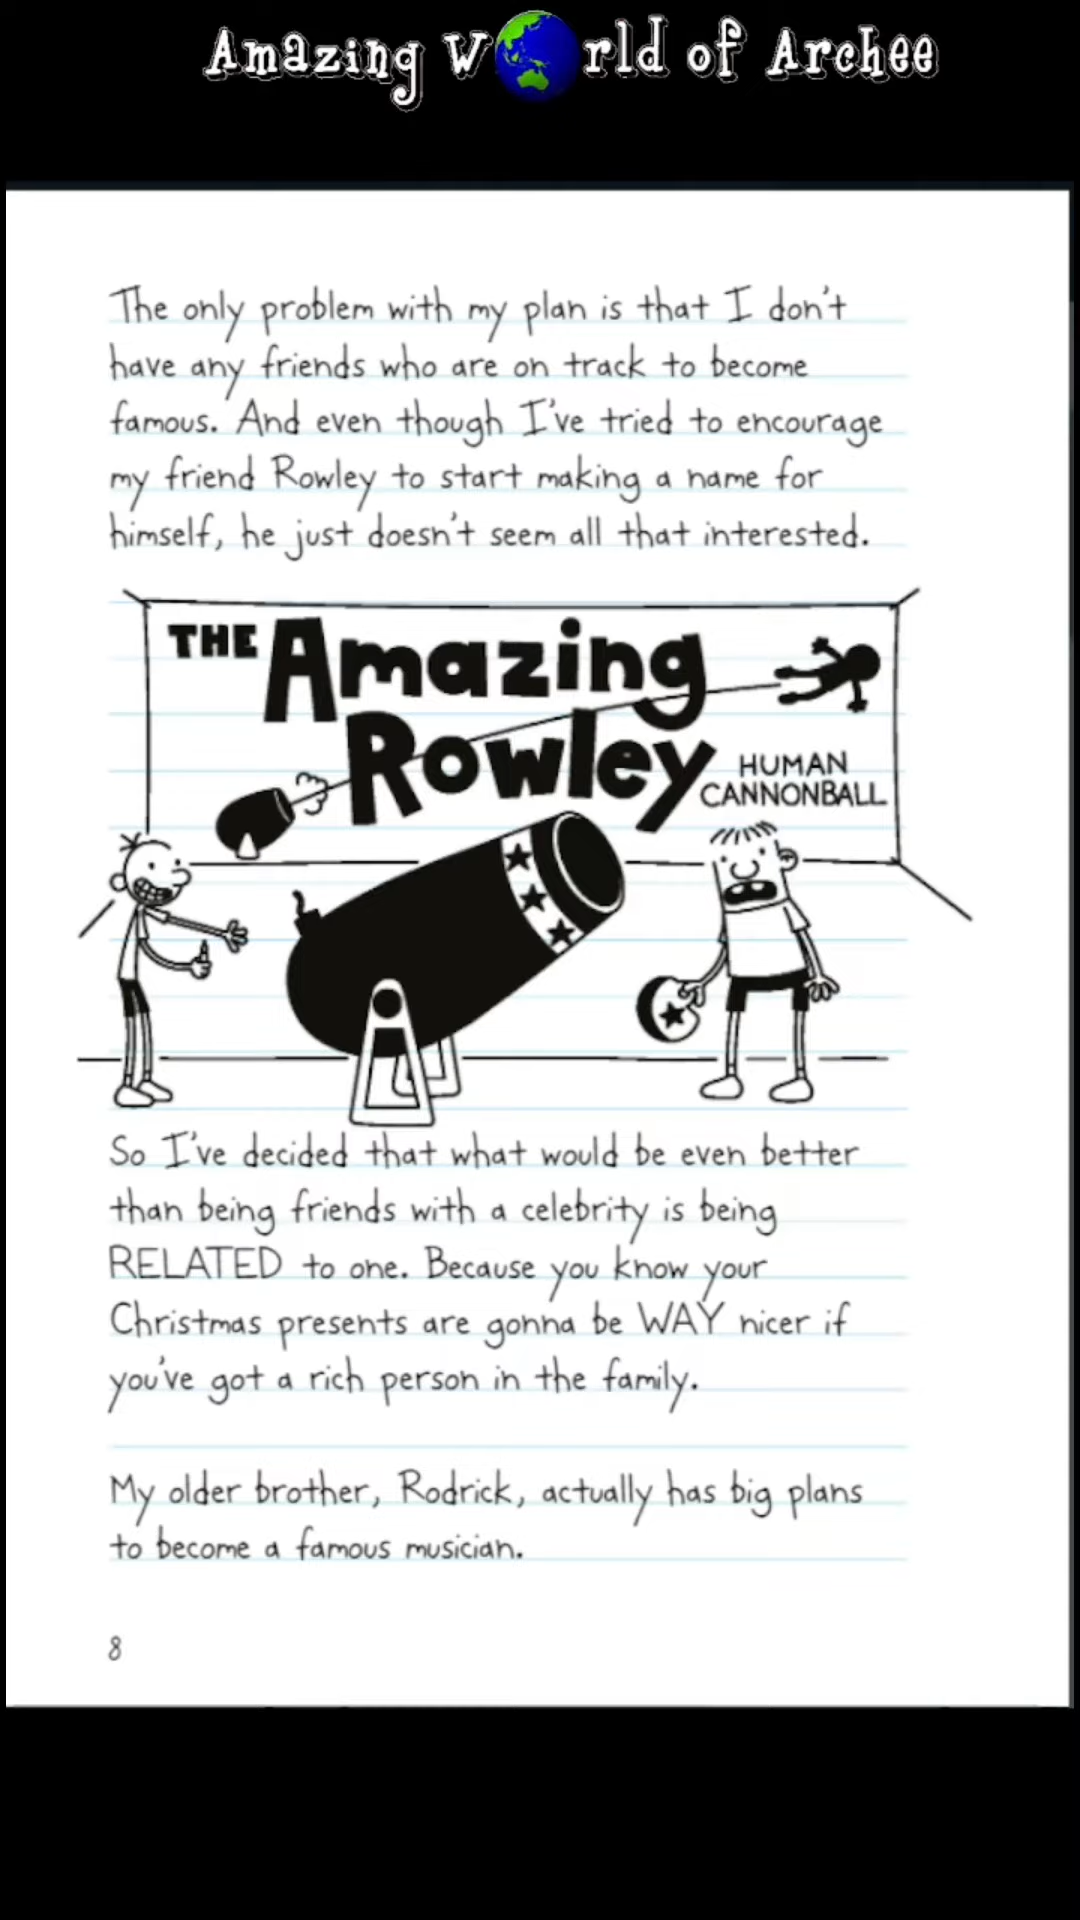 Amazing World of Archee
The only problem with my plan is that I don't
have any friends who are on track to become
famous. And even though I've tried to encourage
my friend Rowley to start making a name for
himself, he just doesn't seem all that interested.
THE Amazing
Rowley
HUMAN
CANNONBALL
So I've decided that what would be even better
than being friends with a celebrity is being
RELATED to one. Because you know your
Christmas presents are gonna be WAY nicer if
you've got a rich person in the family.
My older brother, Rodrick, actually has big plans
to become a famous musician.
8